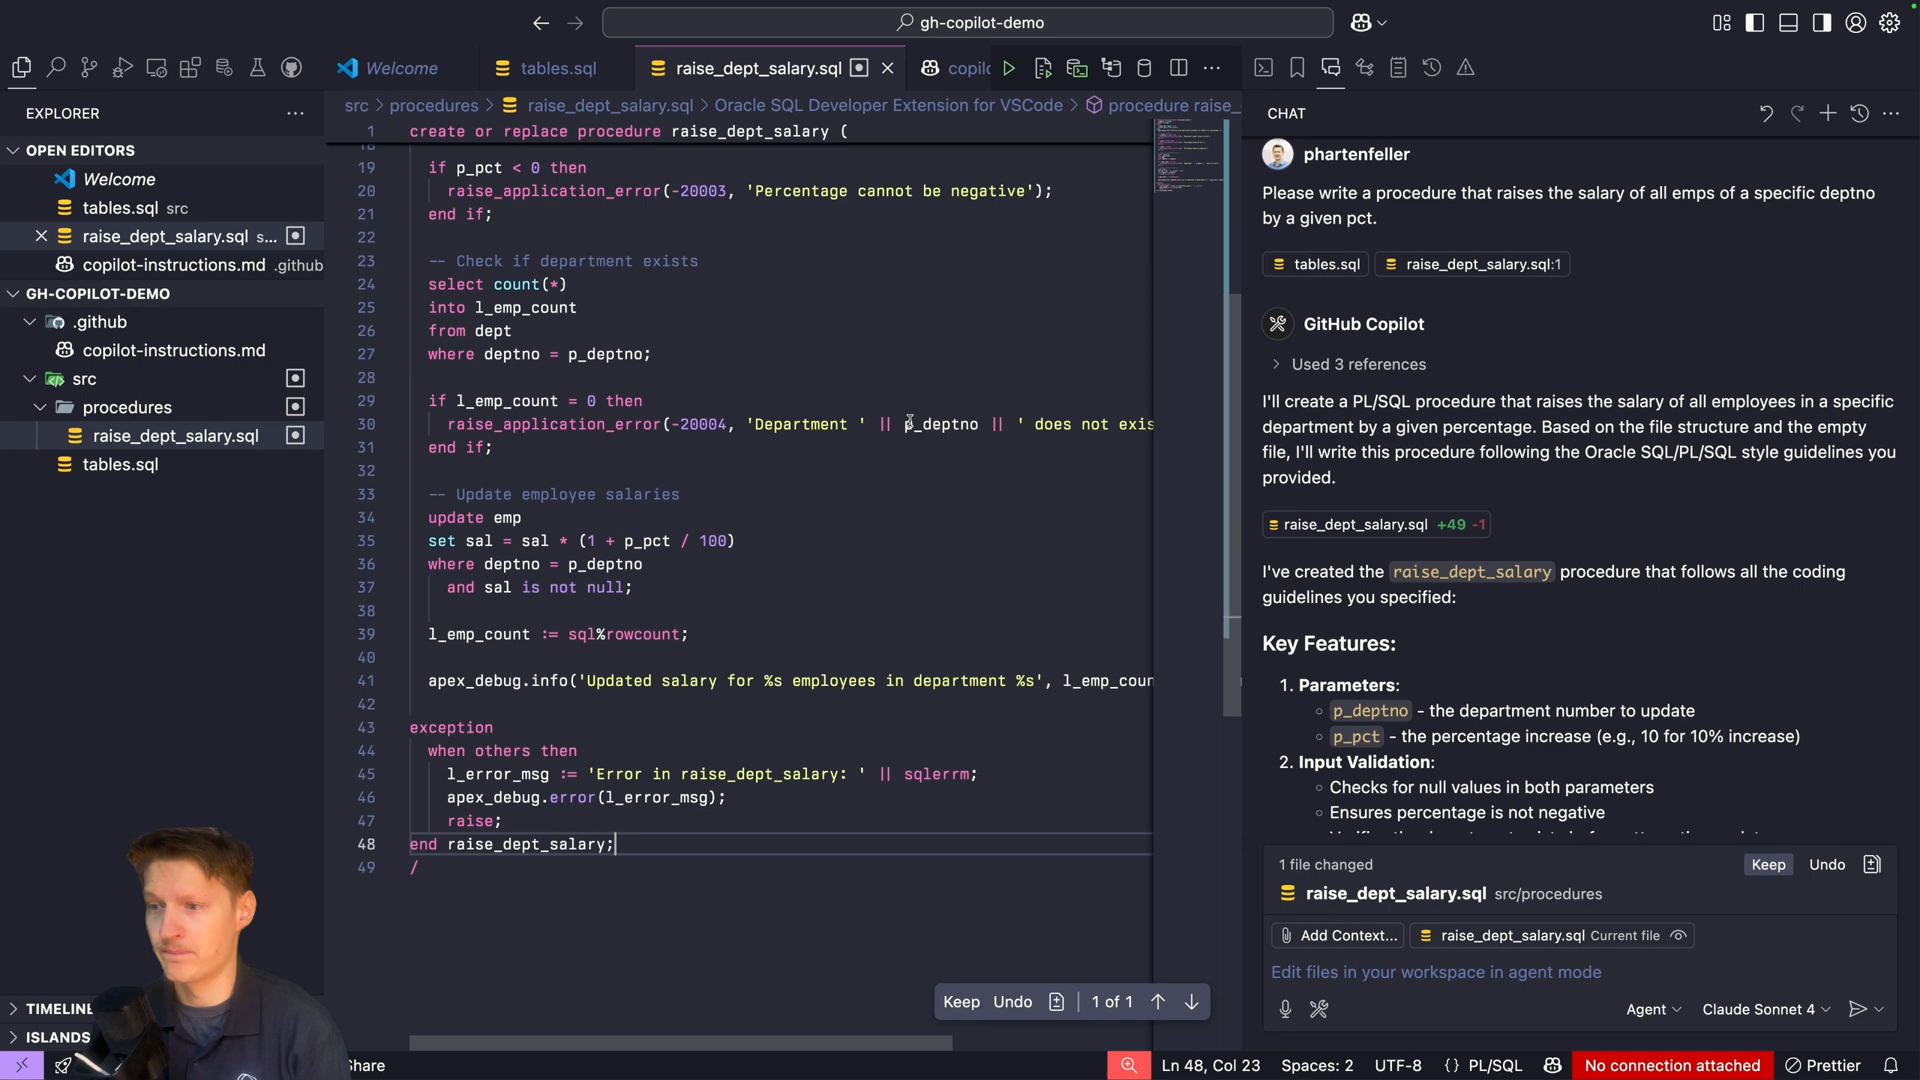 gh-copilot-demo
Welcome
tables.sql
raise_dept_salary.sql
copilc
EXPLORER
src > procedures > raise_dept_salary.sql > Oracle SQL Developer Extension for VSCode > procedure raise_
CHAT
OPEN EDITORS
Welcome
tables.sql src
raise_dept_salary.sql s...
copilot-instructions.md .github
GH-COPILOT-DEMO
.github
copilot-instructions.md
src
procedures
raise_dept_salary.sql
tables.sql
TIMELINE
ISLANDS
1 create or replace procedure raise_dept_salary (
18
19 if p_pct < 0 then
20 raise_application_error(-20003, 'Percentage cannot be negative');
21 end if;
22
23 -- Check if department exists
24 select count(*)
25 into l_emp_count
26 from dept
27 where deptno = p_deptno;
28
29 if l_emp_count = 0 then
30 raise_application_error(-20004, 'Department ' || p_deptno || ' does not exis
31 end if;
32
33 -- Update employee salaries
34 update emp
35 set sal = sal * (1 + p_pct / 100)
36 where deptno = p_deptno
37 and sal is not null;
38
39 l_emp_count := sql%rowcount;
40
41 apex_debug.info('Updated salary for %s employees in department %s', l_emp_coun
42
43 exception
44 when others then
45 l_error_msg := 'Error in raise_dept_salary: ' || sqlerrm;
46 apex_debug.error(l_error_msg);
47 raise;
48 end raise_dept_salary;
49 /
Keep Undo 1 of 1
phartenfeller
Please write a procedure that raises the salary of all emps of a specific deptno
by a given pct.
tables.sql raise_dept_salary.sql:1
GitHub Copilot
Used 3 references
I'll create a PL/SQL procedure that raises the salary of all employees in a specific
department by a given percentage. Based on the file structure and the empty
file, I'll write this procedure following the Oracle SQL/PL/SQL style guidelines you
provided.
raise_dept_salary.sql +49 -1
I've created the raise_dept_salary procedure that follows all the coding
guidelines you specified:
Key Features:
1. Parameters:
p_deptno - the department number to update
p_pct - the percentage increase (e.g., 10 for 10% increase)
2. Input Validation:
Checks for null values in both parameters
Ensures percentage is not negative
1 file changed Keep Undo
raise_dept_salary.sql src/procedures
Add Context... raise_dept_salary.sql Current file
Edit files in your workspace in agent mode
Agent Claude Sonnet 4
hare Ln 48, Col 23 Spaces: 2 UTF-8 {} PL/SQL No connection attached Prettier